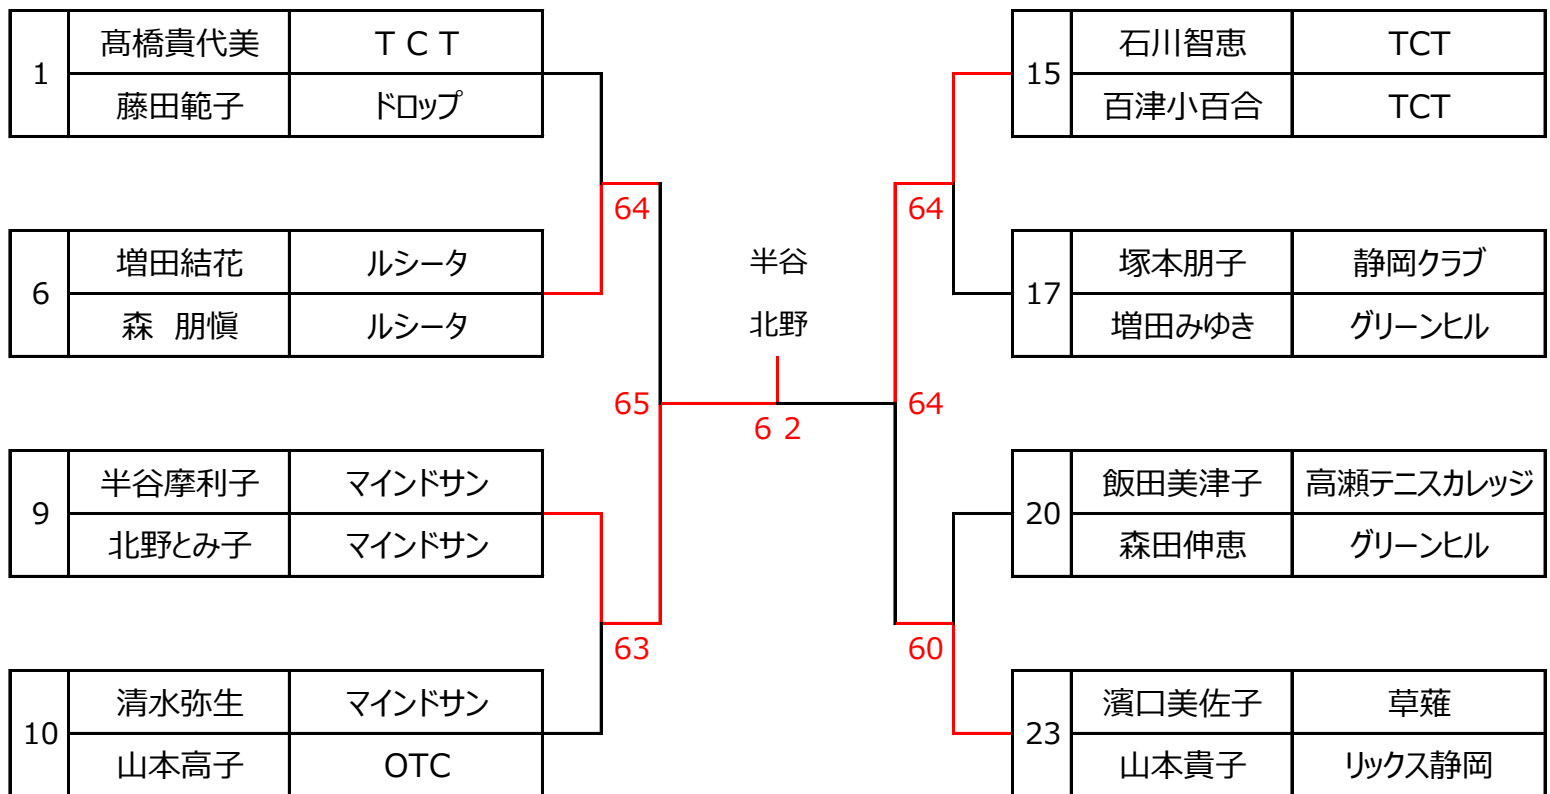 1
髙橋貴代美 T C T
藤田範子 ドロップ
64
6
増田結花 ルシータ
森 朋愼 ルシータ
65
9
半谷摩利子 マインドサン
北野とみ子 マインドサン
63
10
清水弥生 マインドサン
山本高子 OTC
半谷
北野
6 2
15
石川智恵 TCT
百津小百合 TCT
64
17
塚本朋子 静岡クラブ
増田みゆき グリーンヒル
64
20
飯田美津子 高瀬テニスカレッジ
森田伸恵 グリーンヒル
60
23
濱口美佐子 草薙
山本貴子 リックス静岡